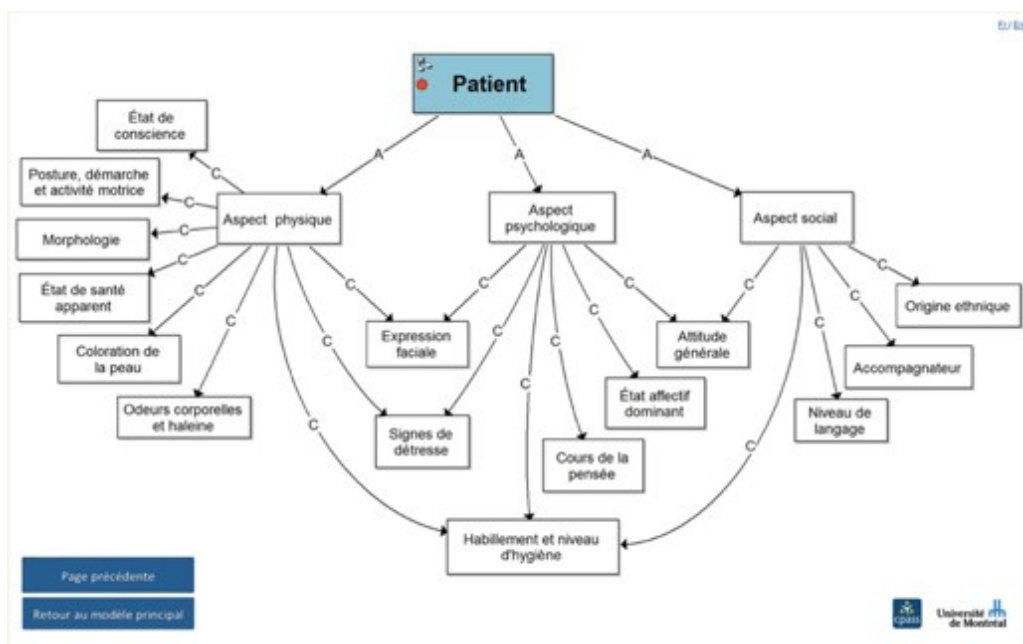 Patient
A
A
A
État de
conscience
C
Posture, démarche
et activité motrice
C
Aspect physique
Aspect
psychologique
Aspect social
Morphologie
C
C
État de santé
apparent
C
C
C
C
C
C
C
C
C
C
C
C
Origine ethnique
Coloration de
la peau
Expression
faciale
Attitude
générale
Accompagnateur
Odeurs corporelles
et haleine
État affectif
dominant
Niveau de
langage
C
C
C
C
Signes de
détresse
Cours de la
pensée
Habillement et niveau
d'hygiène
Page précédente
Retour au modèle principal
cpass
Université
de Montréal